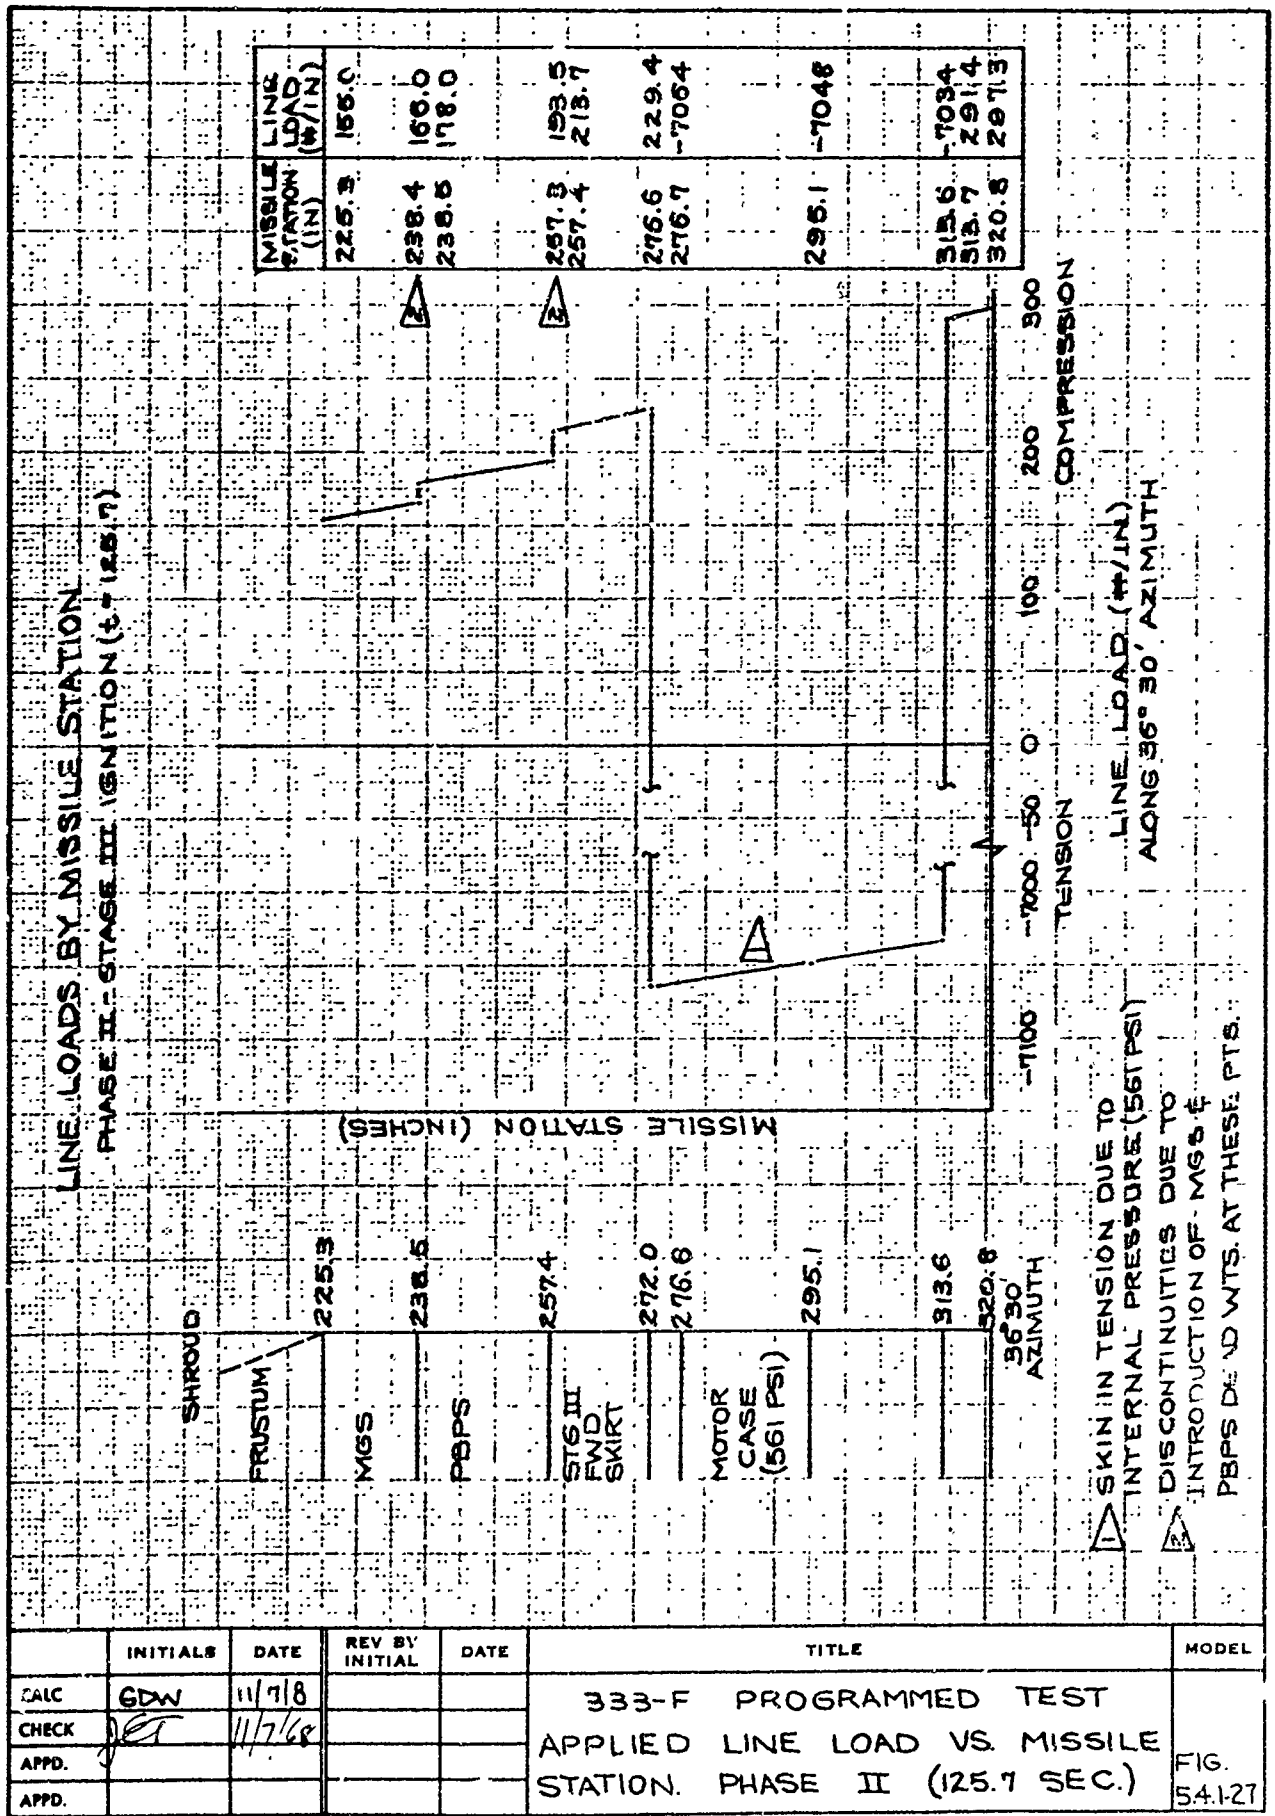 LINE LOADS BY MISSILE STATION
PHASE II - STAGE III IGNITION (t = 125.7)
MISSILE STATION (IN) LINE LOAD (#/IN)
225.3 155.0
238.4 165.0
238.5 178.0
257.3 193.5
257.4 213.7
276.6 229.4
276.7 -7064
295.1 -7048
313.6 -7034
313.7 291.4
320.8 297.3
2
2
1
MISSILE STATION (INCHES)
-7100 -7000 -50 0 100 200 300
TENSION COMPRESSION
LINE LOAD (#/IN)
ALONG 36° 30' AZIMUTH
SHROUD
FRUSTUM
225.3
MGS
238.5
PBPS
257.4
STG III
FWD
SKIRT
272.0
276.6
MOTOR
CASE
(561 PSI)
295.1
313.6
320.8
36°30'
AZIMUTH
1 SKIN IN TENSION DUE TO
INTERNAL PRESSURE (561 PSI)
2 DISCONTINUITIES DUE TO
INTRODUCTION OF MGS &
PBPS WTS. AT THESE PTS.
INITIALS DATE REV BY INITIAL DATE TITLE MODEL
CALC GDW 11/7/8
CHECK 11/7/68
APPD.
APPD.
333-F PROGRAMMED TEST
APPLIED LINE LOAD VS. MISSILE
STATION. PHASE II (125.7 SEC.)
FIG.
5.4.1-27